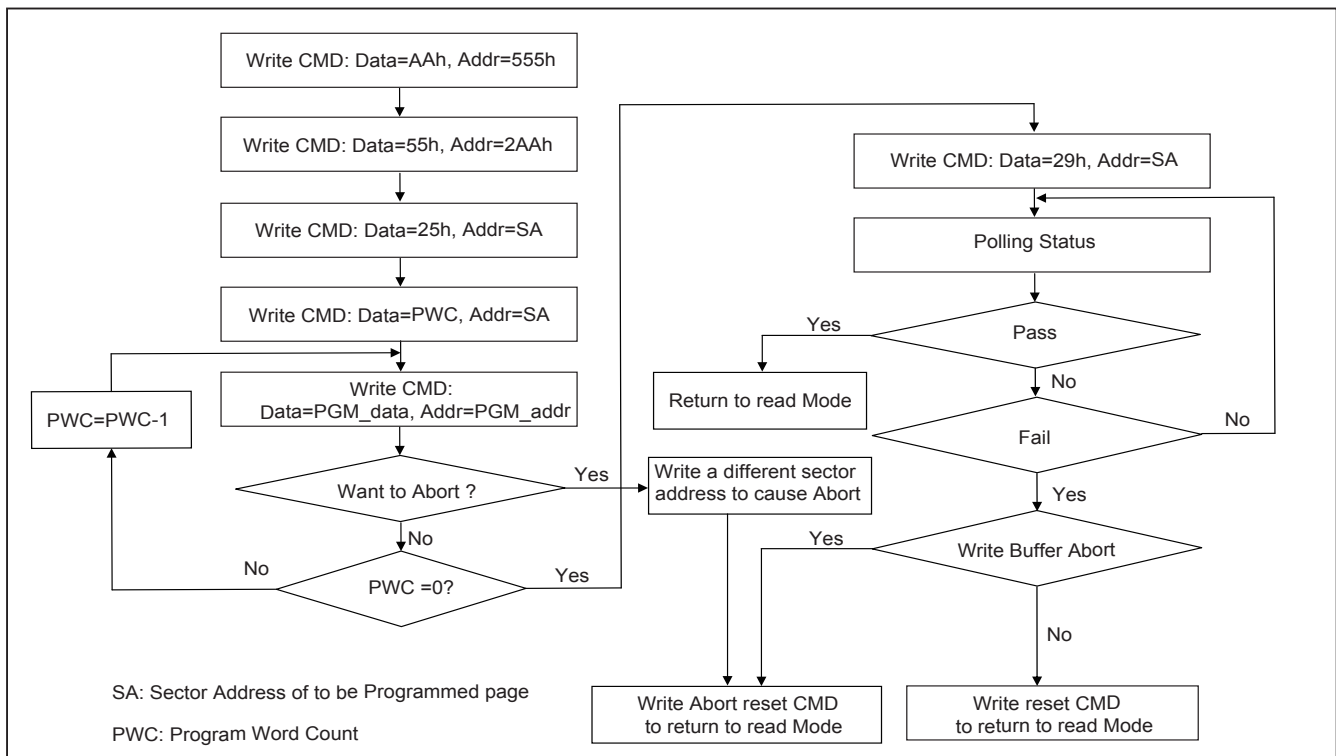 Write CMD: Data=AAh, Addr=555h
Write CMD: Data=55h, Addr=2AAh
Write CMD: Data=25h, Addr=SA
Write CMD: Data=PWC, Addr=SA
Write CMD:
Data=PGM_data, Addr=PGM_addr
PWC=PWC-1
Want to Abort ?
Yes
No
PWC =0?
No
Yes
Write a different sector
address to cause Abort
Write CMD: Data=29h, Addr=SA
Polling Status
Pass
Yes
No
Return to read Mode
Fail
No
Yes
Write Buffer Abort
Yes
No
Write Abort reset CMD
to return to read Mode
Write reset CMD
to return to read Mode
SA: Sector Address of to be Programmed page
PWC: Program Word Count